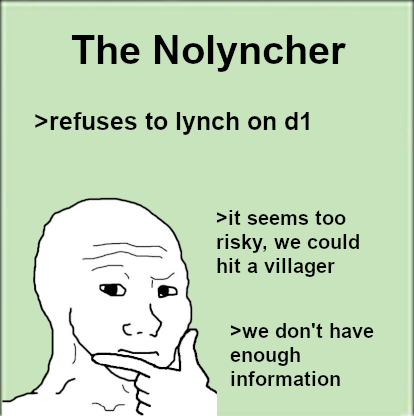 The Nolyncher
>refuses to lynch on d1
>it seems too
risky, we could
hit a villager
>we don't have
enough
information